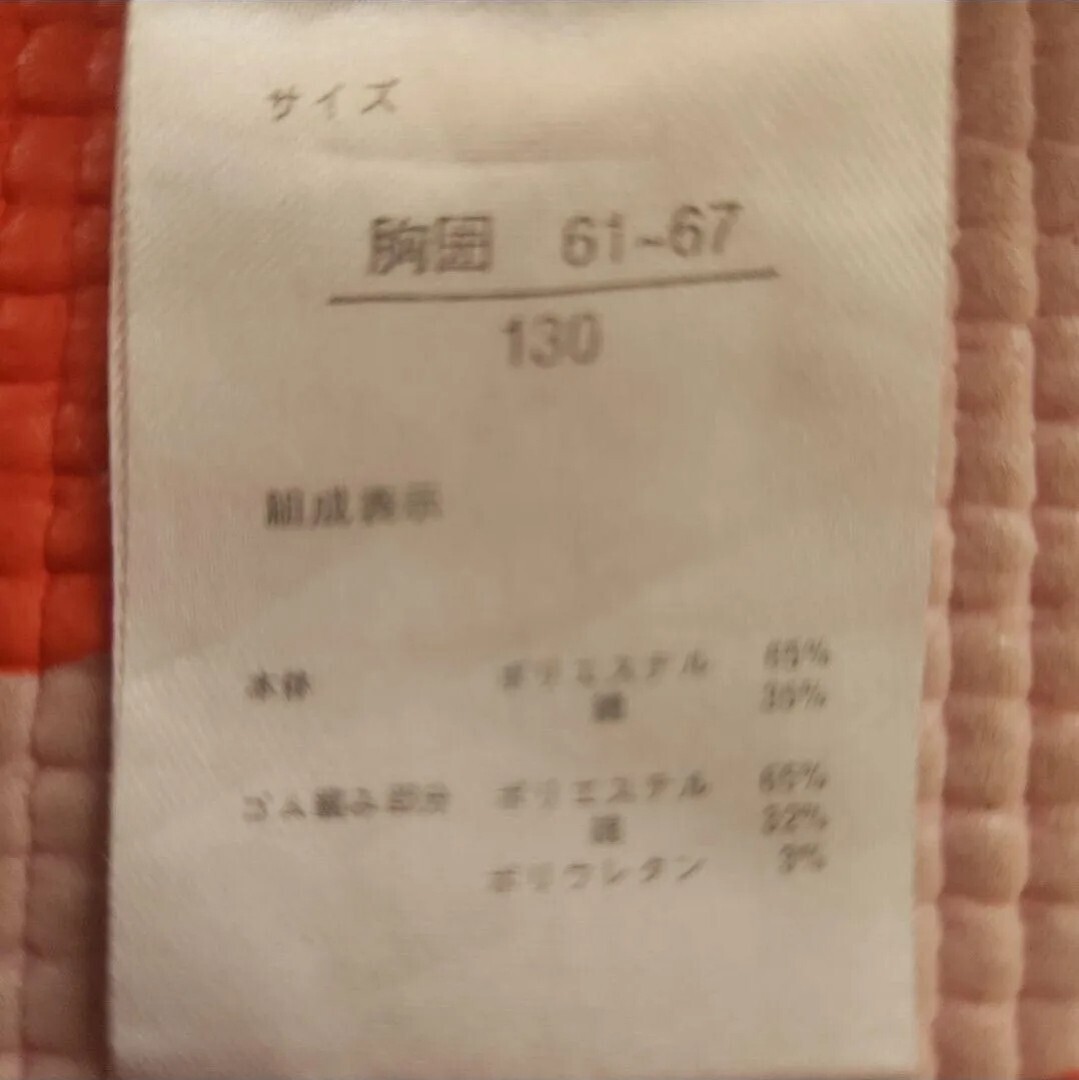 サイズ
胸囲 61~67
130
組成表示
本体 ポリエステル 65%
綿 35%
ゴム編み部分 ポリエステル 65%
綿 32%
ポリウレタン 3%